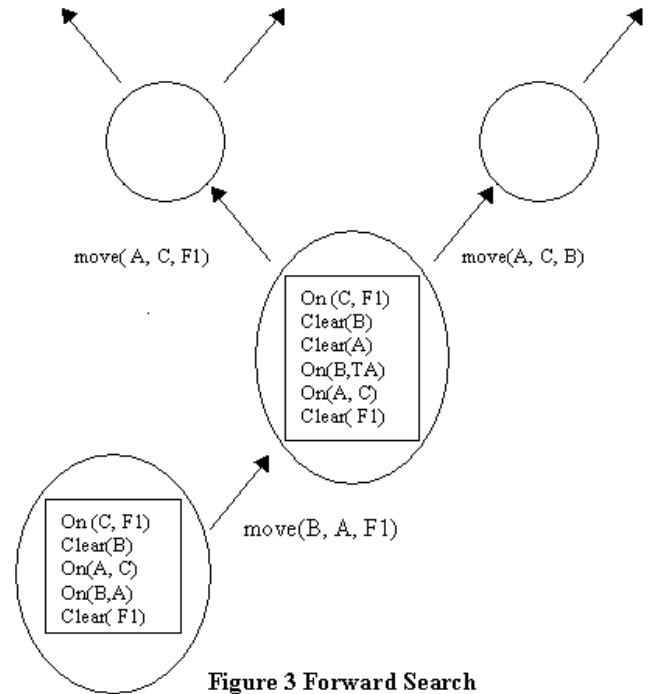 move( A, C, F1)
move(A, C, B)
On (C, F1)
Clear(B)
Clear(A)
On(B,TA)
On(A, C)
Clear( F1)
move(B, A, F1)
On (C, F1)
Clear(B)
On(A, C)
On(B,A)
Clear( F1)
Figure 3 Forward Search